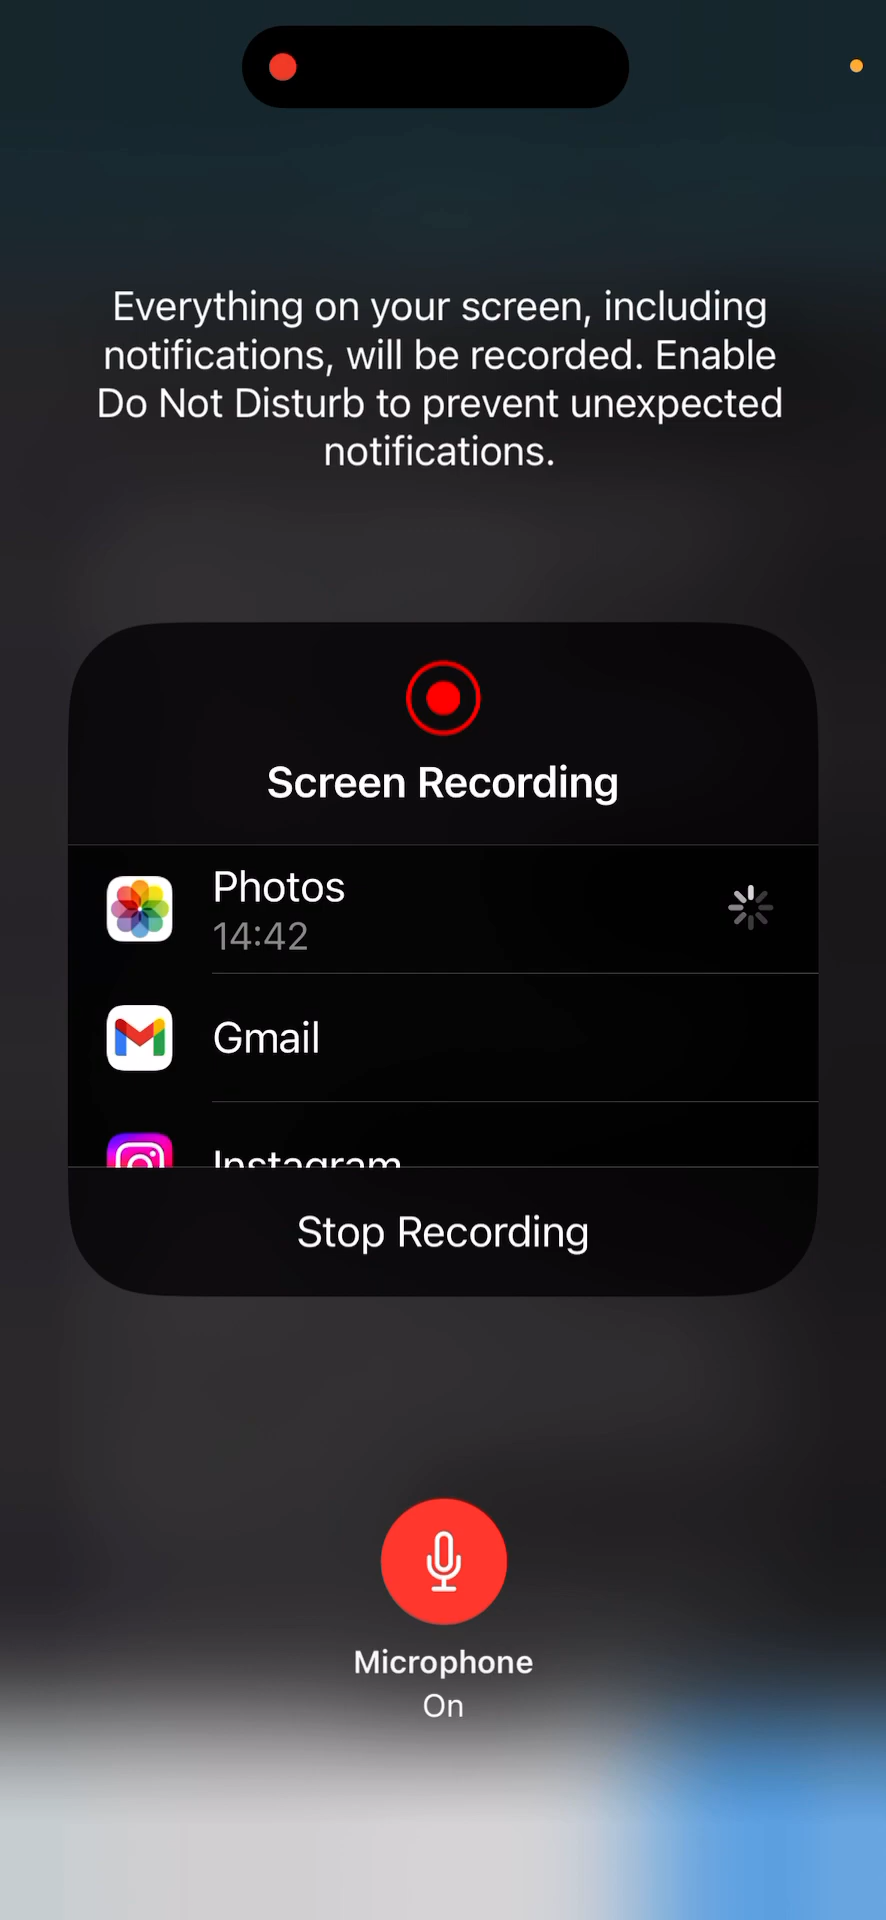 Everything on your screen, including
notifications, will be recorded. Enable
Do Not Disturb to prevent unexpected
notifications.
Screen Recording
Photos
14:42
Gmail
Instagram
Stop Recording
Microphone
On